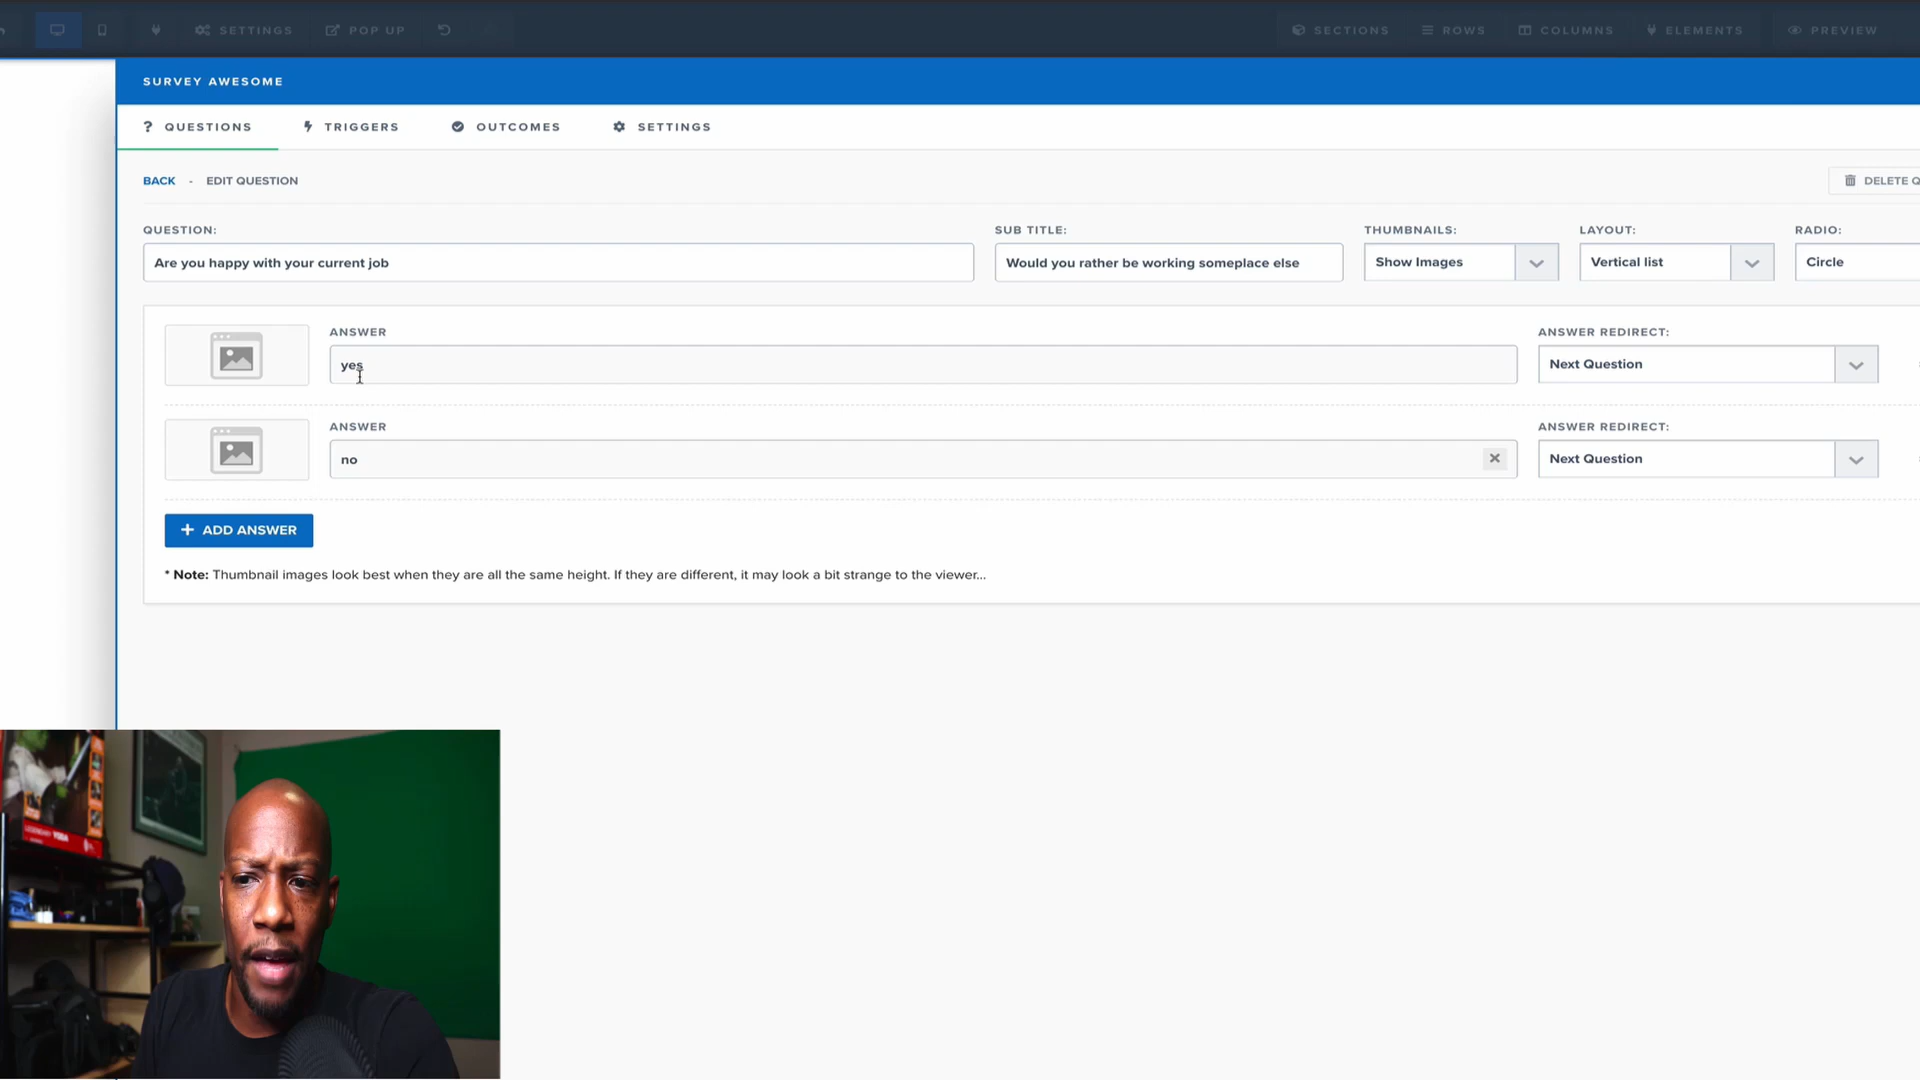 SETTINGS POP UP SECTIONS ROWS COLUMNS ELEMENTS PREVIEW
SURVEY AWESOME
? QUESTIONS TRIGGERS OUTCOMES SETTINGS
BACK - EDIT QUESTION DELETE Q
QUESTION: SUB TITLE: THUMBNAILS: LAYOUT: RADIO:
Are you happy with your current job Would you rather be working someplace else Show Images Vertical list Circle
ANSWER ANSWER REDIRECT:
yes Next Question
ANSWER ANSWER REDIRECT:
no Next Question
+ ADD ANSWER
* Note: Thumbnail images look best when they are all the same height. If they are different, it may look a bit strange to the viewer...
YODA